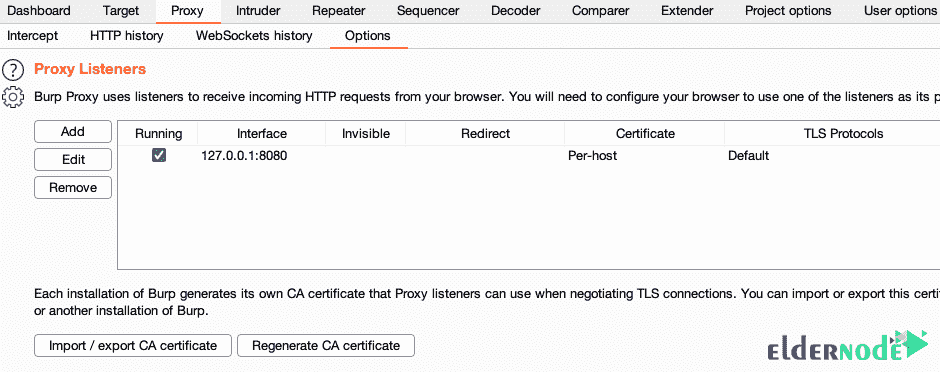 Dashboard Target Proxy Intruder Repeater Sequencer Decoder Comparer Extender Project options User options
Intercept HTTP history WebSockets history Options
? Proxy Listeners
Burp Proxy uses listeners to receive incoming HTTP requests from your browser. You will need to configure your browser to use one of the listeners as its
Add Running Interface Invisible Redirect Certificate TLS Protocols
Edit 127.0.0.1:8080 Per-host Default
Remove
Each installation of Burp generates its own CA certificate that Proxy listeners can use when negotiating TLS connections. You can import or export this
or another installation of Burp.
Import / export CA certificate Regenerate CA certificate
eldernode